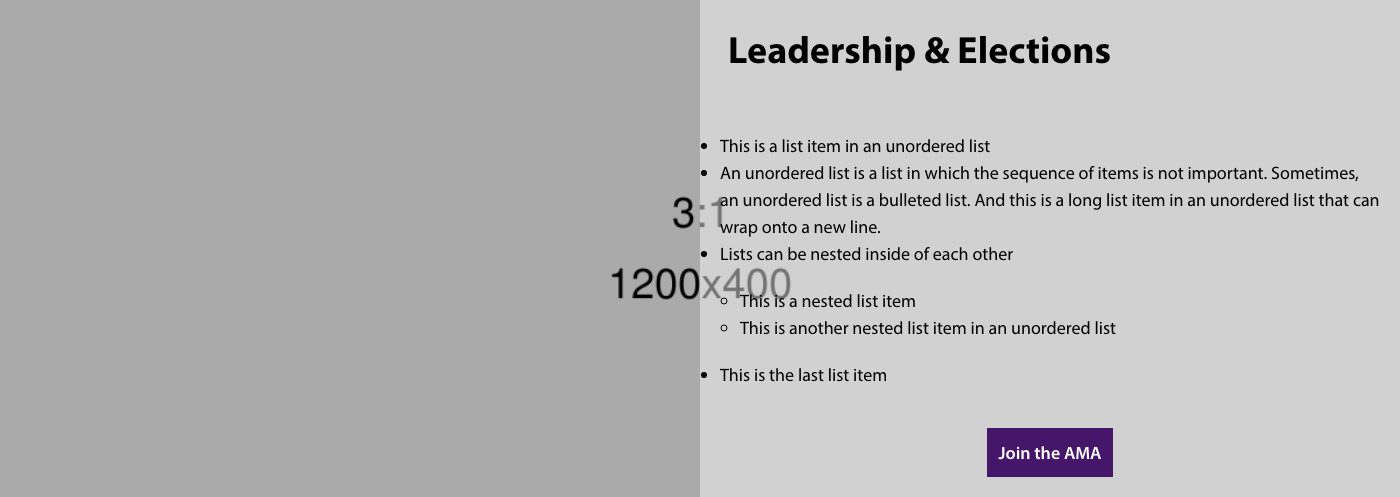 Leadership & Elections
• This is a list item in an unordered list
• An unordered list is a list in which the sequence of items is not important. Sometimes,
an unordered list is a bulleted list. And this is a long list item in an unordered list that can
wrap onto a new line.
• Lists can be nested inside of each other
3:1
1200x400
◦ This is a nested list item
◦ This is another nested list item in an unordered list
• This is the last list item
Join the AMA